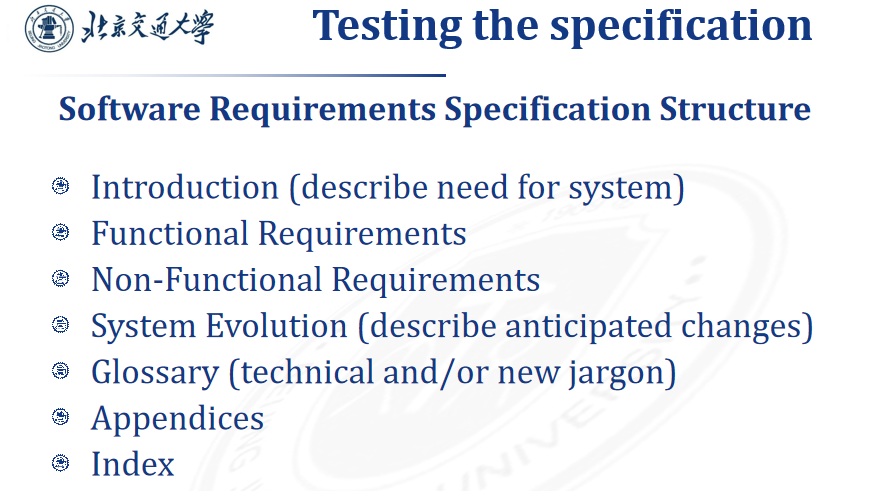 北京交通大学
Testing the specification
Software Requirements Specification Structure
Introduction (describe need for system)
Functional Requirements
Non-Functional Requirements
System Evolution (describe anticipated changes)
Glossary (technical and/or new jargon)
Appendices
Index